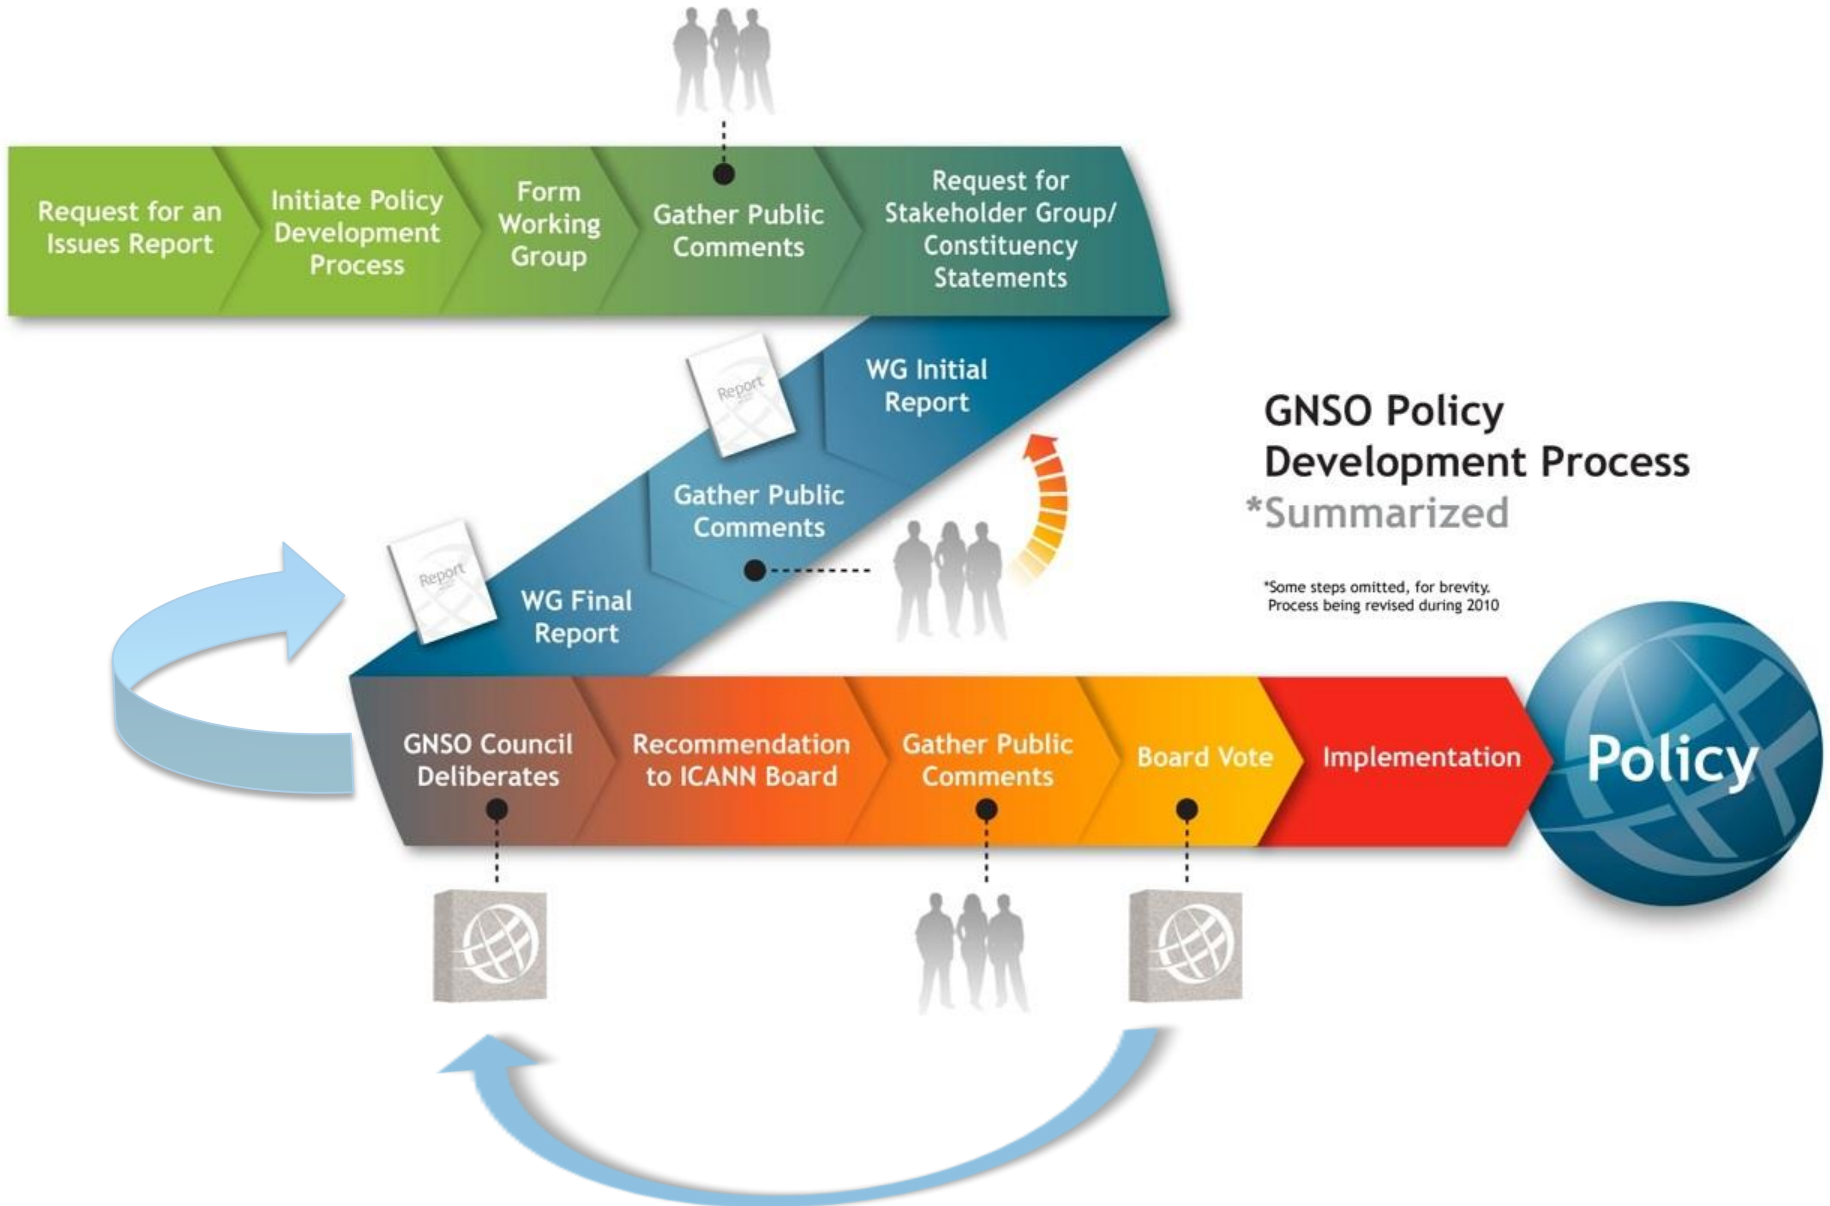 Request for an
Issues Report
Initiate Policy
Development
Process
Form
Working
Group
Gather Public
Comments
Request for
Stakeholder Group/
Constituency
Statements
Report
WG Initial
Report
GNSO Policy
Development Process
*Summarized
Gather Public
Comments
Report
WG Final
Report
*Some steps omitted, for brevity.
Process being revised during 2010
GNSO Council
Deliberates
Recommendation
to ICANN Board
Gather Public
Comments
Board Vote
Implementation
Policy